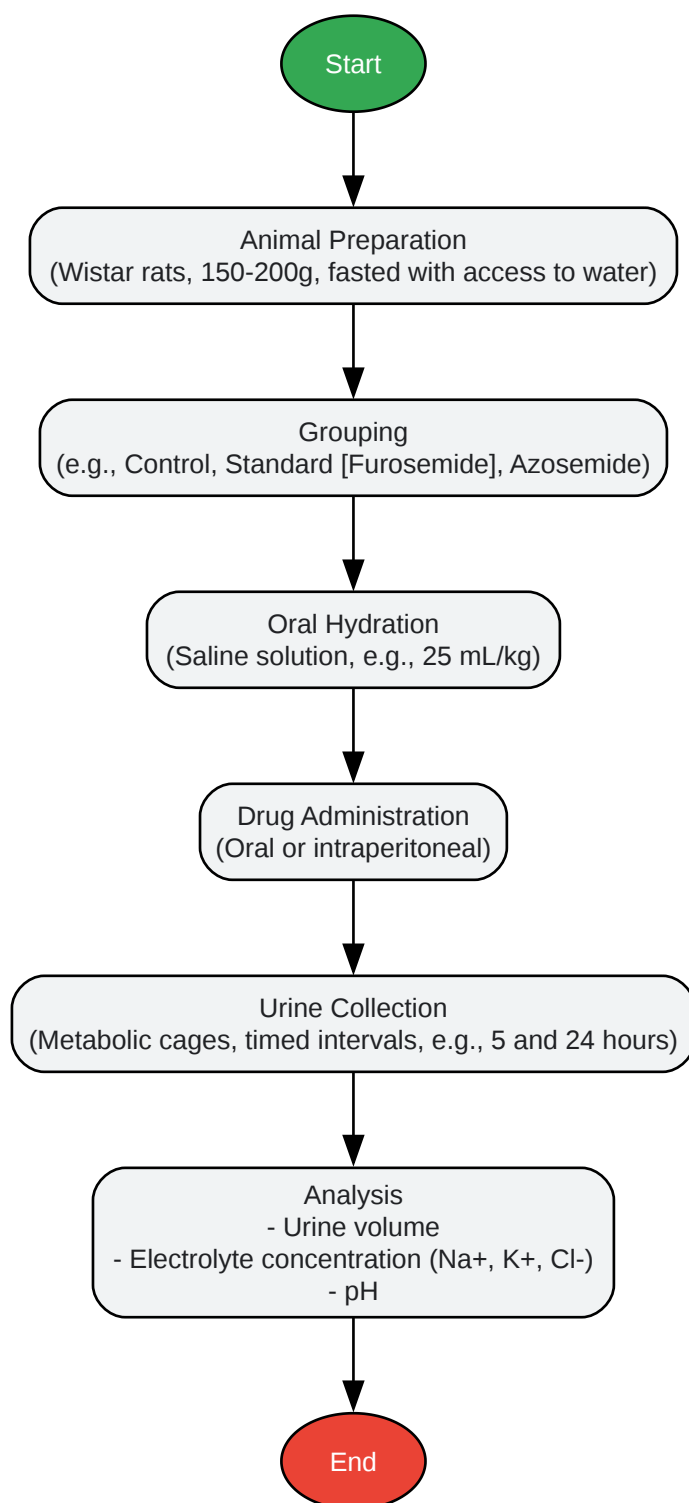 Start
Animal Preparation
(Wistar rats, 150-200g, fasted with access to water)
Grouping
(e.g., Control, Standard [Furosemide], Azosemide)
Oral Hydration
(Saline solution, e.g., 25 mL/kg)
Drug Administration
(Oral or intraperitoneal)
Urine Collection
(Metabolic cages, timed intervals, e.g., 5 and 24 hours)
Analysis
- Urine volume
- Electrolyte concentration (Na+, K+, Cl-)
- pH
End